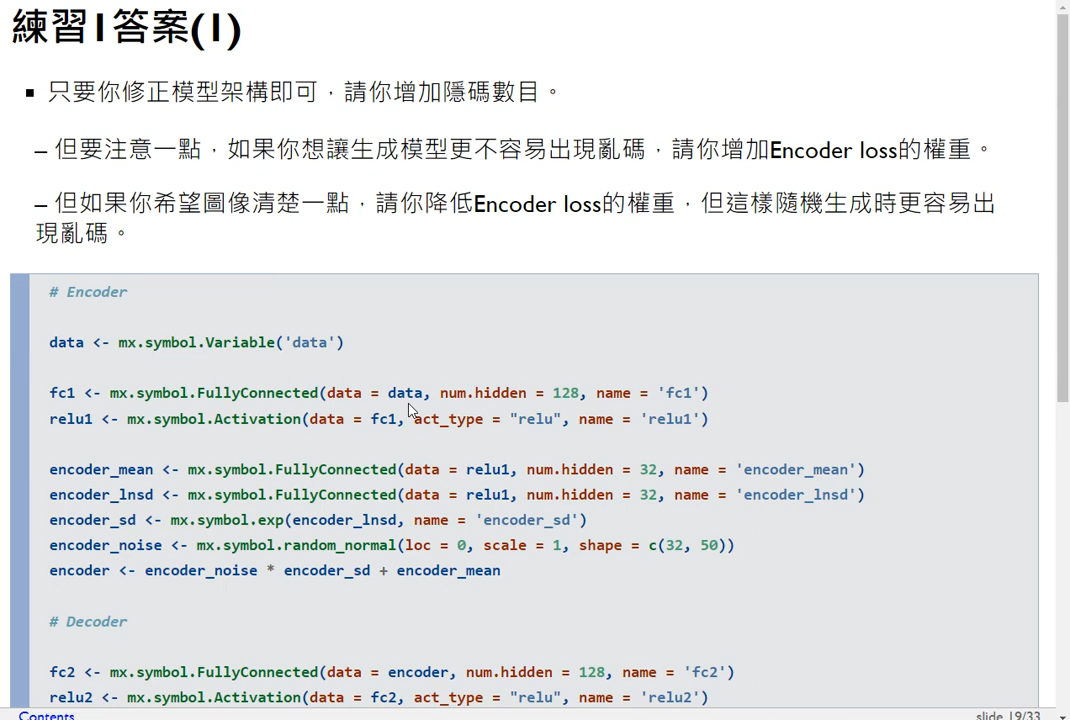 練習1答案(1)
只要你修正模型架構即可，請你增加隱碼數目。
– 但要注意一點，如果你想讓生成模型更不容易出現亂碼，請你增加Encoder loss的權重。
– 但如果你希望圖像清楚一點，請你降低Encoder loss的權重，但這樣隨機生成時更容易出
現亂碼。
# Encoder
data <- mx.symbol.Variable('data')
fc1 <- mx.symbol.FullyConnected(data = data, num.hidden = 128, name = 'fc1')
relu1 <- mx.symbol.Activation(data = fc1, act_type = "relu", name = 'relu1')
encoder_mean <- mx.symbol.FullyConnected(data = relu1, num.hidden = 32, name = 'encoder_mean')
encoder_lnsd <- mx.symbol.FullyConnected(data = relu1, num.hidden = 32, name = 'encoder_lnsd')
encoder_sd <- mx.symbol.exp(encoder_lnsd, name = 'encoder_sd')
encoder_noise <- mx.symbol.random_normal(loc = 0, scale = 1, shape = c(32, 50))
encoder <- encoder_noise * encoder_sd + encoder_mean
# Decoder
fc2 <- mx.symbol.FullyConnected(data = encoder, num.hidden = 128, name = 'fc2')
relu2 <- mx.symbol.Activation(data = fc2, act_type = "relu", name = 'relu2')
Contents
slide 19/33